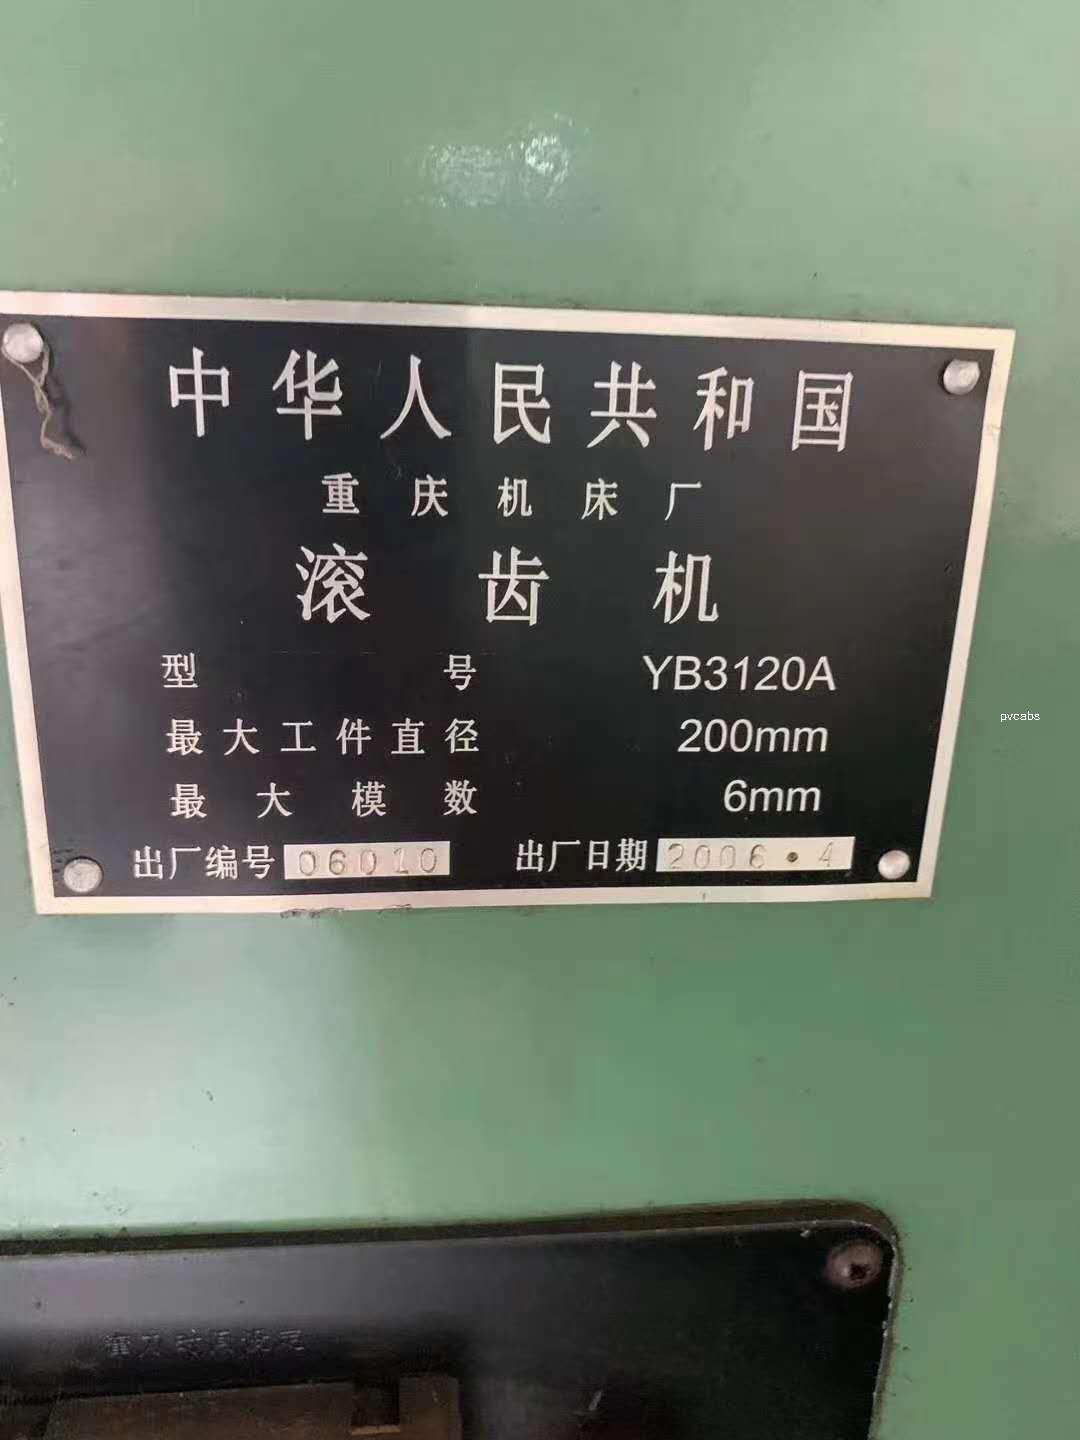 中华人民共和国
重庆机床厂
滚齿机
型号 YB3120A
最大工件直径 200mm
最大模数 6mm
出厂编号 06010 出厂日期 2006·4
pvcabs